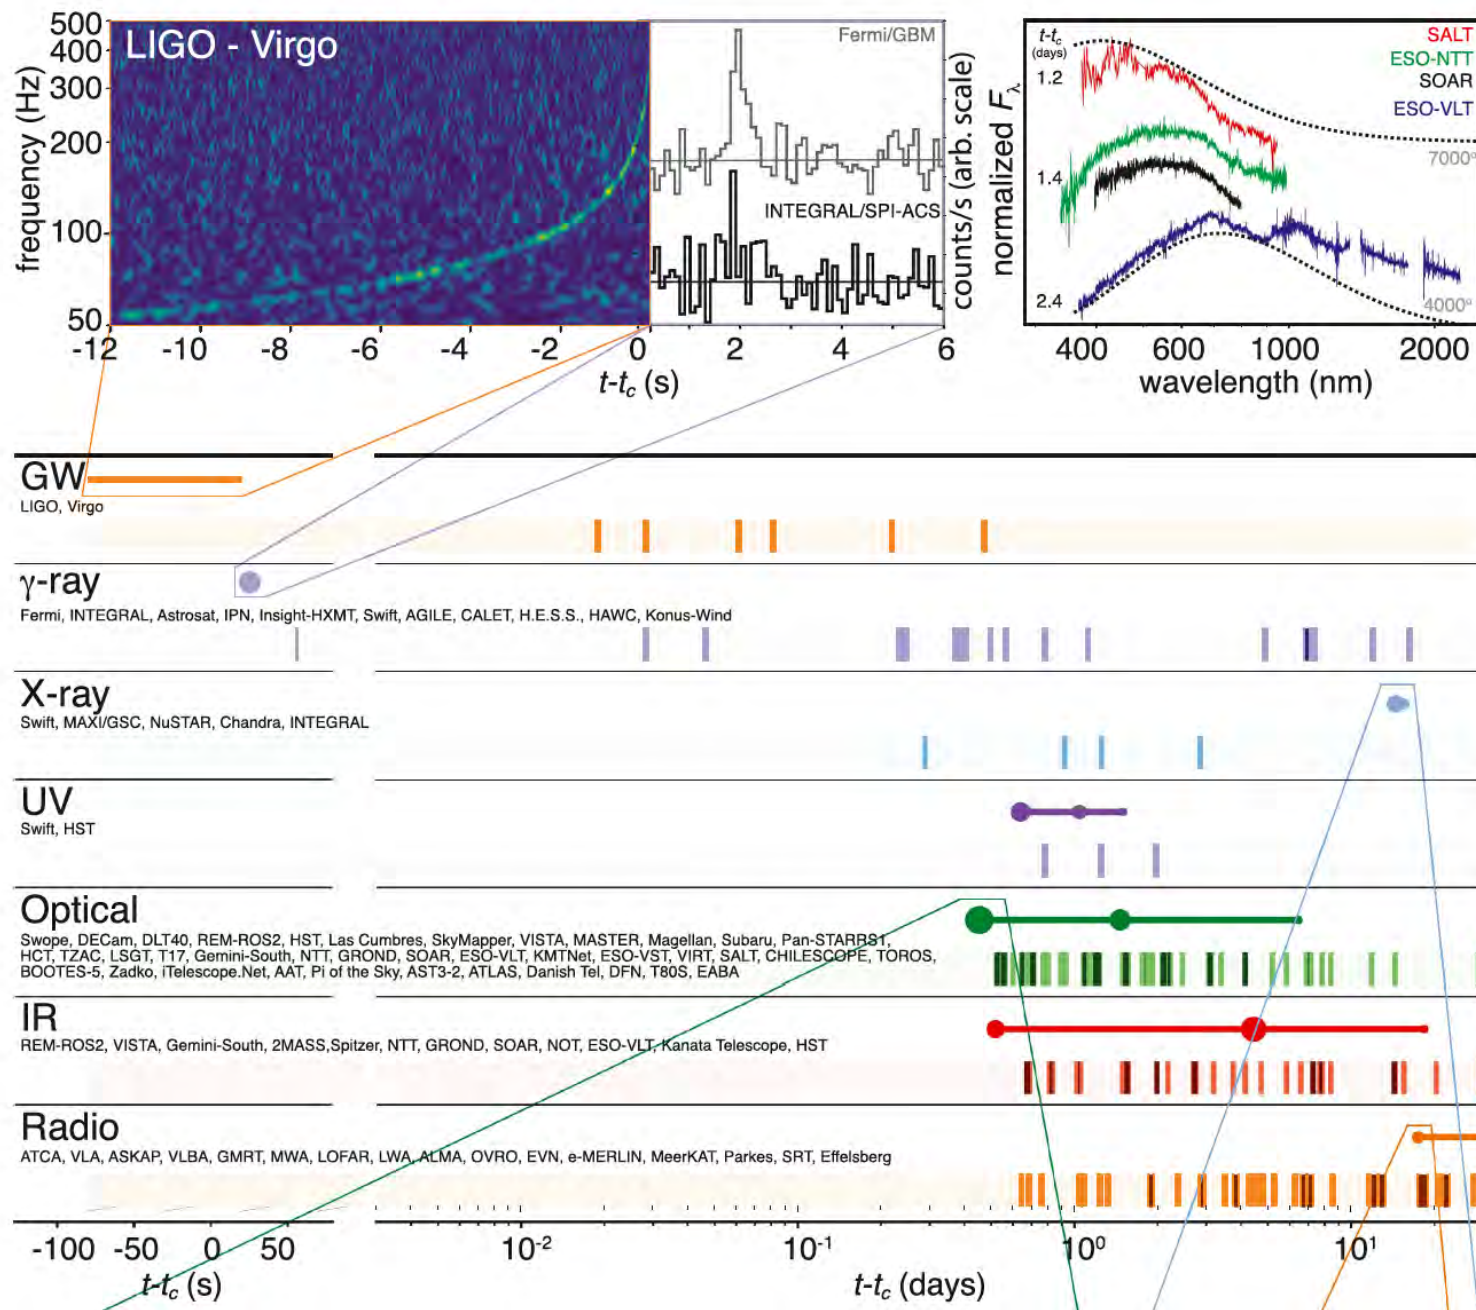 LIGO - Virgo
frequency (Hz)
500
400
300
200
100
50
-12 -10 -8 -6 -4 -2 0 2 4 6
t-tc (s)
Fermi/GBM
INTEGRAL/SPI-ACS
counts/s (arb. scale)
normalized Fλ
t-tc
(days)
1.2
1.4
2.4
SALT
ESO-NTT
SOAR
ESO-VLT
7000°
4000°
400 600 1000 2000
wavelength (nm)
GW
LIGO, Virgo
γ-ray
Fermi, INTEGRAL, Astrosat, IPN, Insight-HXMT, Swift, AGILE, CALET, H.E.S.S., HAWC, Konus-Wind
X-ray
Swift, MAXI/GSC, NuSTAR, Chandra, INTEGRAL
UV
Swift, HST
Optical
Swope, DECam, DLT40, REM-ROS2, HST, Las Cumbres, SkyMapper, VISTA, MASTER, Magellan, Subaru, Pan-STARRS1,
HCT, TZAC, LSGT, T17, Gemini-South, NTT, GROND, SOAR, ESO-VLT, KMTNet, ESO-VST, VIRT, SALT, CHILESCOPE, TOROS,
BOOTES-5, Zadko, iTelescope.Net, AAT, Pi of the Sky, AST3-2, ATLAS, Danish Tel, DFN, T80S, EABA
IR
REM-ROS2, VISTA, Gemini-South, 2MASS,Spitzer, NTT, GROND, SOAR, NOT, ESO-VLT, Kanata Telescope, HST
Radio
ATCA, VLA, ASKAP, VLBA, GMRT, MWA, LOFAR, LWA, ALMA, OVRO, EVN, e-MERLIN, MeerKAT, Parkes, SRT, Effelsberg
-100 -50 0 50 10-2 10-1 100 101
t-tc (s) t-tc (days)